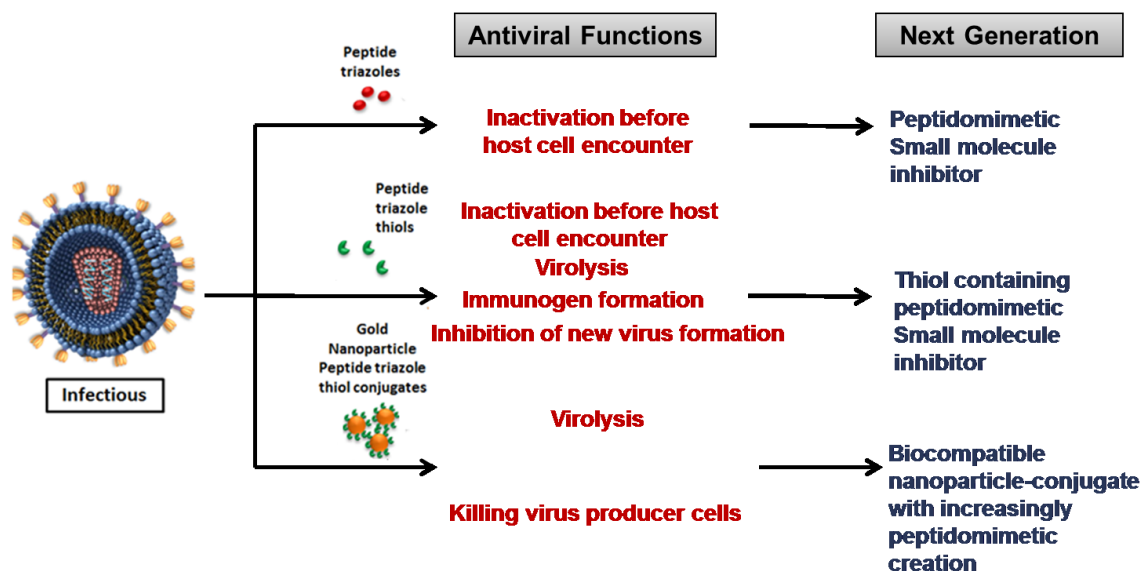 Antiviral Functions
Next Generation
Peptide
triazoles
Inactivation before
host cell encounter
Peptidomimetic
Small molecule
inhibitor
Peptide
triazole
thiols
Inactivation before host
cell encounter
Virolysis
Immunogen formation
Inhibition of new virus formation
Thiol containing
peptidomimetic
Small molecule
inhibitor
Infectious
Gold
Nanoparticle
Peptide triazole
thiol conjugates
Virolysis
Killing virus producer cells
Biocompatible
nanoparticle-conjugate
with increasingly
peptidomimetic
creation